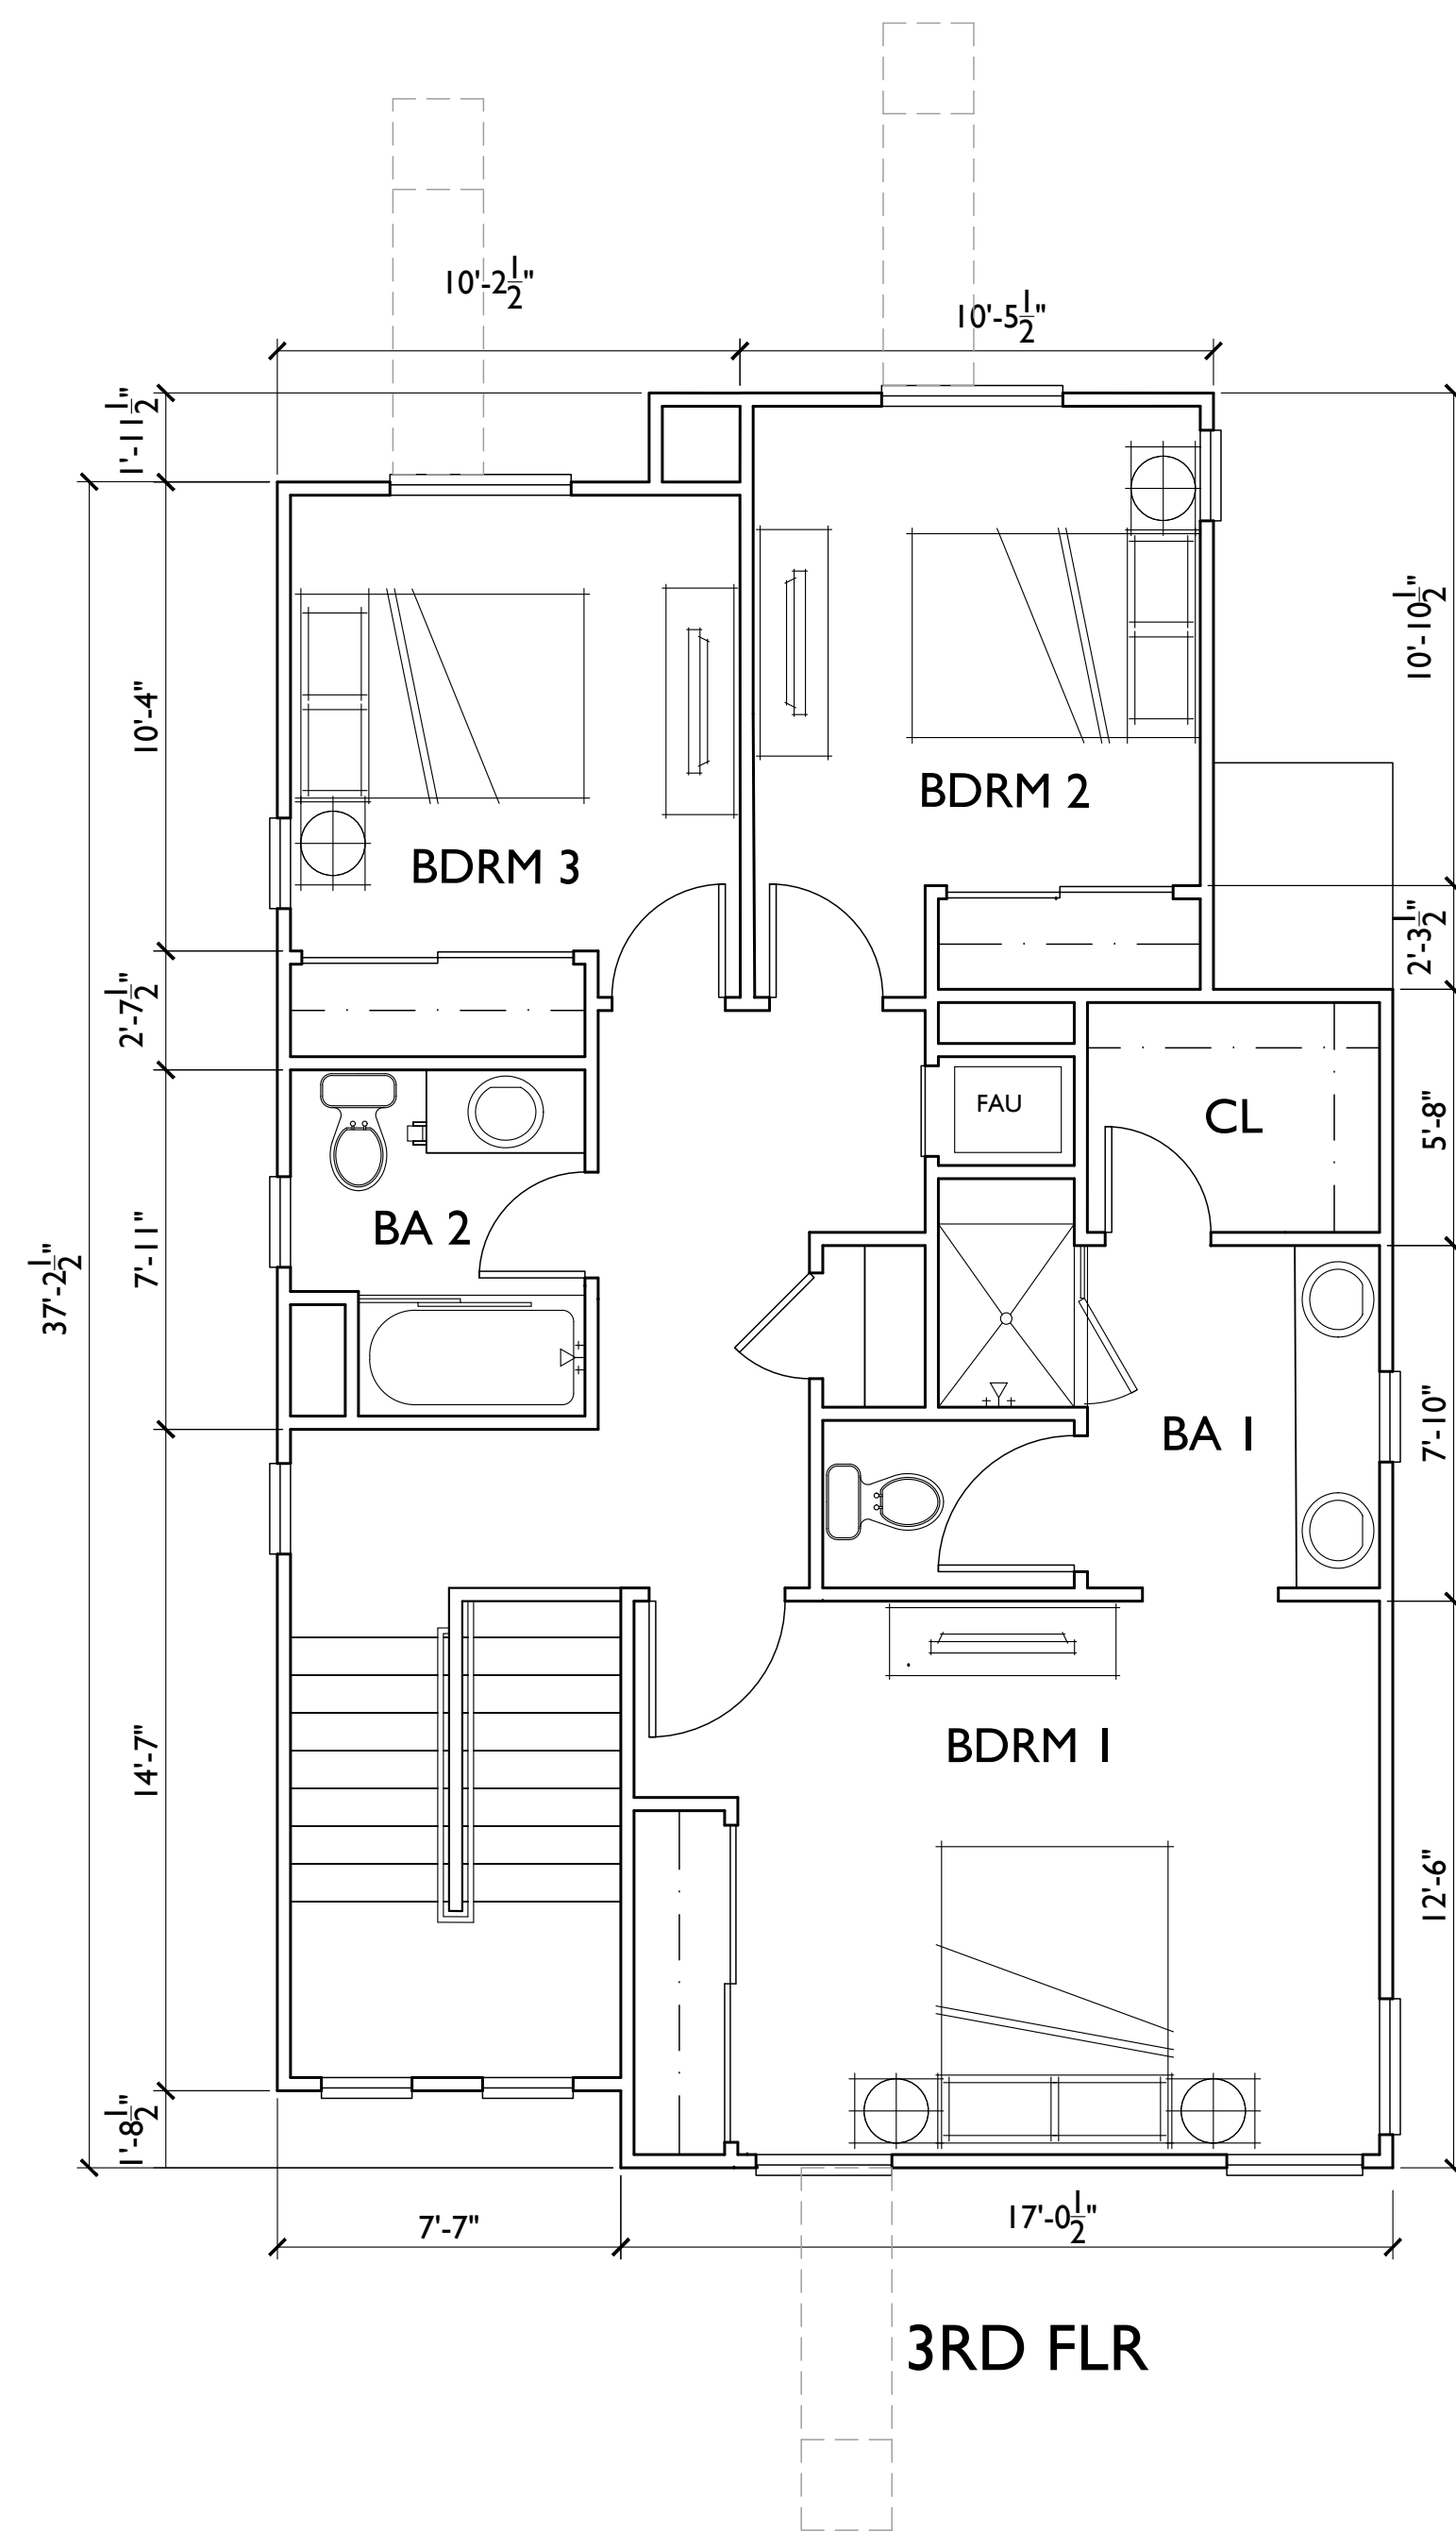 10'-2 1/2"
10'-5 1/2"
1'-11 1/2"
10'-10 1/2"
10'-4"
BDRM 2
BDRM 3
2'-3 1/2"
2'-7 1/2"
FAU
CL
5'-8"
BA 2
7'-11"
37'-2 1/2"
BA 1
7'-10"
BDRM 1
14'-7"
12'-6"
1'-8 1/2"
7'-7"
17'-0 1/2"
3RD FLR